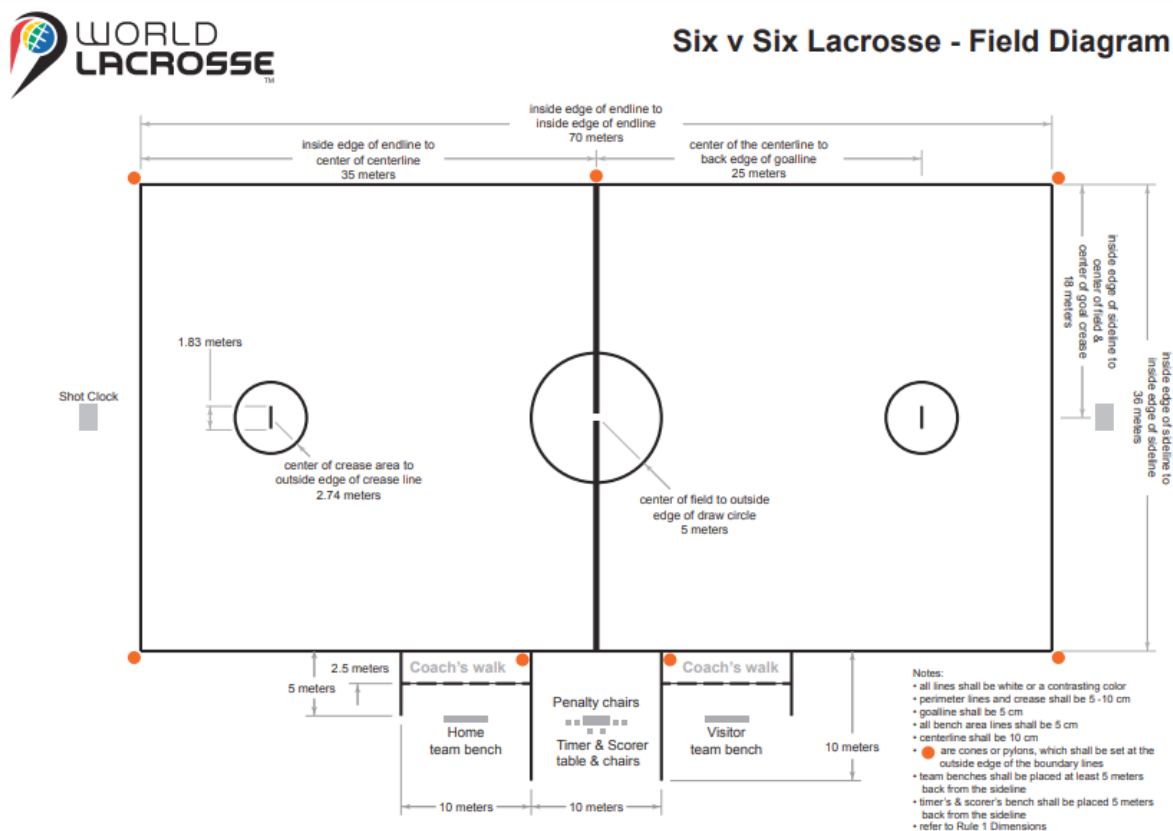 WORLD
LACROSSE
TM
Six v Six Lacrosse - Field Diagram
inside edge of endline to
inside edge of endline
70 meters
inside edge of endline to
center of centerline
35 meters
center of the centerline to
back edge of goalline
25 meters
inside edge of sideline to
center of field &
center of goal crease
18 meters
inside edge of sideline to
inside edge of sideline
36 meters
1.83 meters
Shot Clock
center of crease area to
outside edge of crease line
2.74 meters
center of field to outside
edge of draw circle
5 meters
2.5 meters
5 meters
Coach's walk
Coach's walk
Penalty chairs
Home
team bench
Timer & Scorer
table & chairs
Visitor
team bench
10 meters
10 meters
10 meters
Notes:
• all lines shall be white or a contrasting color
• perimeter lines and crease shall be 5 -10 cm
• goalline shall be 5 cm
• all bench area lines shall be 5 cm
• centerline shall be 10 cm
• are cones or pylons, which shall be set at the
outside edge of the boundary lines
• team benches shall be placed at least 5 meters
back from the sideline
• timer's & scorer's bench shall be placed 5 meters
back from the sideline
• refer to Rule 1 Dimensions